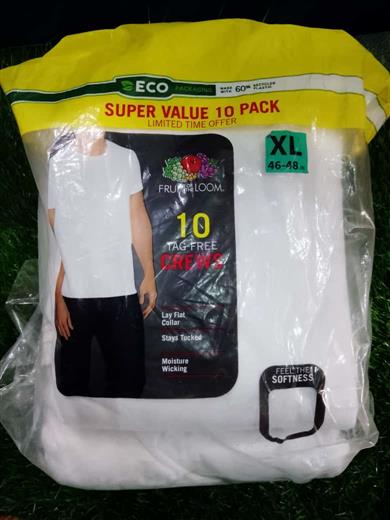 ECO PACKAGING MADE WITH 60% RECYCLED PLASTIC
SUPER VALUE 10 PACK
LIMITED TIME OFFER
XL
46-48 IN
FRUIT OF THE LOOM
10
TAG-FREE
CREWS
Lay Flat
Collar
Stays Tucked
Moisture
Wicking
FEEL THE
SOFTNESS